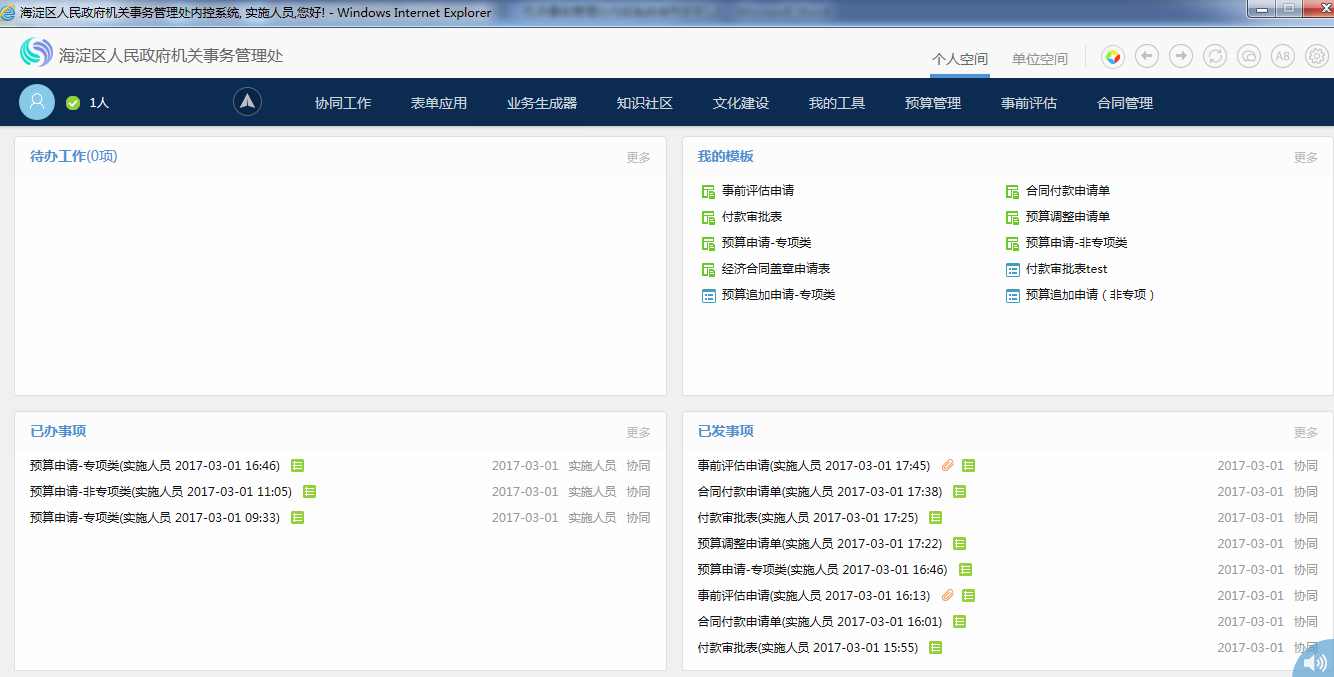 海淀区人民政府机关事务管理处内控系统, 实施人员,您好! - Windows Internet Explorer
海淀区人民政府机关事务管理处
个人空间 单位空间 A8
1人 协同工作 表单应用 业务生成器 知识社区 文化建设 我的工具 预算管理 事前评估 合同管理
待办工作(0项) 更多
我的模板 更多
事前评估申请 合同付款申请单
付款审批表 预算调整申请单
预算申请-专项类 预算申请-非专项类
经济合同盖章申请表 付款审批表test
预算追加申请-专项类 预算追加申请（非专项）
已办事项 更多
预算申请-专项类(实施人员 2017-03-01 16:46) 2017-03-01 实施人员 协同
预算申请-非专项类(实施人员 2017-03-01 11:05) 2017-03-01 实施人员 协同
预算申请-专项类(实施人员 2017-03-01 09:33) 2017-03-01 实施人员 协同
已发事项 更多
事前评估申请(实施人员 2017-03-01 17:45) 2017-03-01 协同
合同付款申请单(实施人员 2017-03-01 17:38) 2017-03-01 协同
付款审批表(实施人员 2017-03-01 17:25) 2017-03-01 协同
预算调整申请单(实施人员 2017-03-01 17:22) 2017-03-01 协同
预算申请-专项类(实施人员 2017-03-01 16:46) 2017-03-01 协同
事前评估申请(实施人员 2017-03-01 16:13) 2017-03-01 协同
合同付款申请单(实施人员 2017-03-01 16:01) 2017-03-01 协同
付款审批表(实施人员 2017-03-01 15:55) 2017-03-01 协同